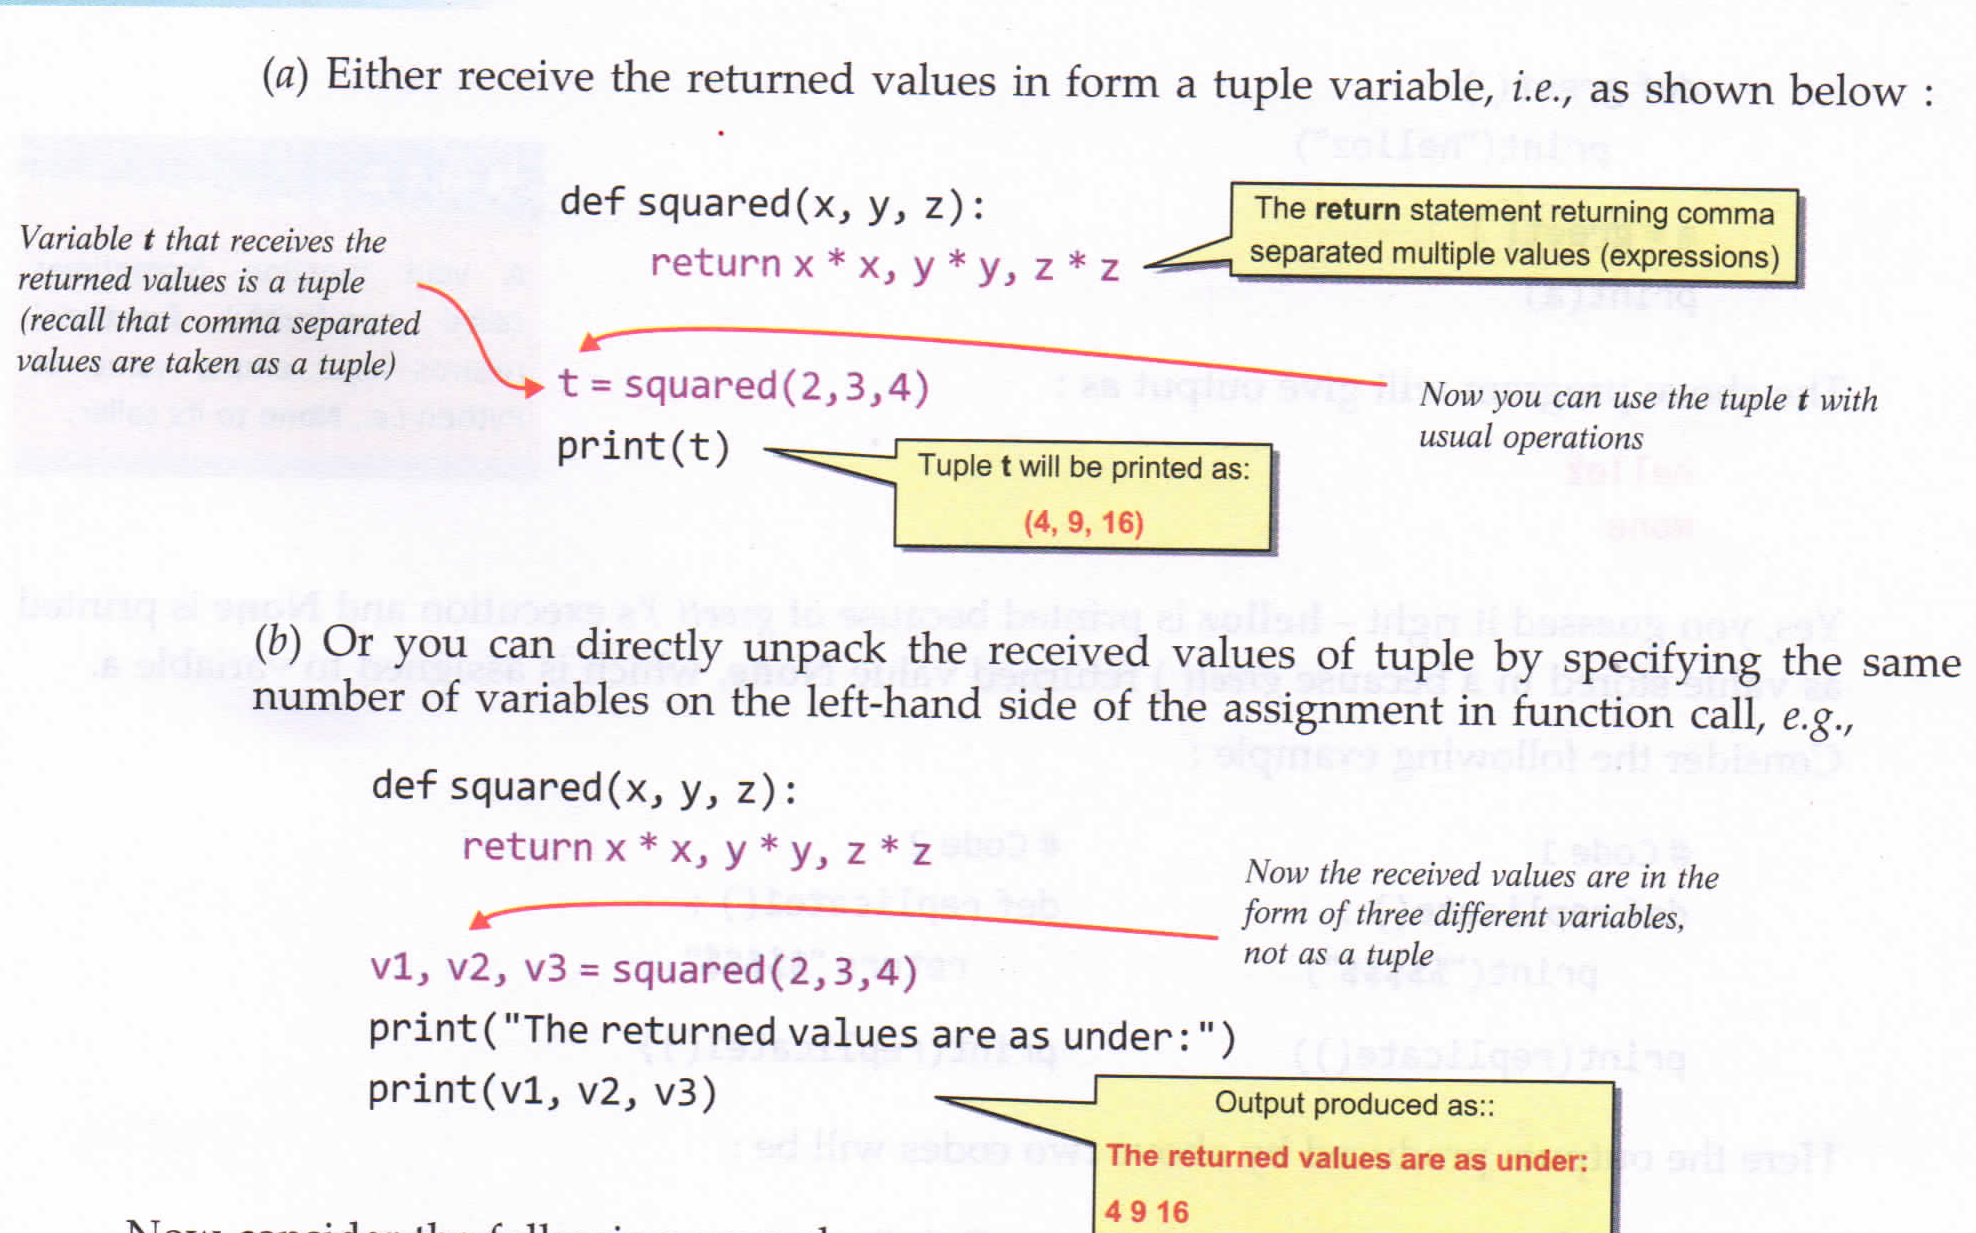 (a) Either receive the returned values in form a tuple variable, i.e., as shown below :
def squared(x, y, z):
return x * x, y * y, z * z
The return statement returning comma
separated multiple values (expressions)
Variable t that receives the
returned values is a tuple
(recall that comma separated
values are taken as a tuple)
t = squared(2,3,4)
Now you can use the tuple t with
usual operations
print(t)
Tuple t will be printed as:
(4, 9, 16)
(b) Or you can directly unpack the received values of tuple by specifying the same
number of variables on the left-hand side of the assignment in function call, e.g.,
def squared(x, y, z):
return x * x, y * y, z * z
Now the received values are in the
form of three different variables,
not as a tuple
v1, v2, v3 = squared(2,3,4)
print("The returned values are as under:")
print(v1, v2, v3)
Output produced as::
The returned values are as under:
4 9 16
Now consider the following